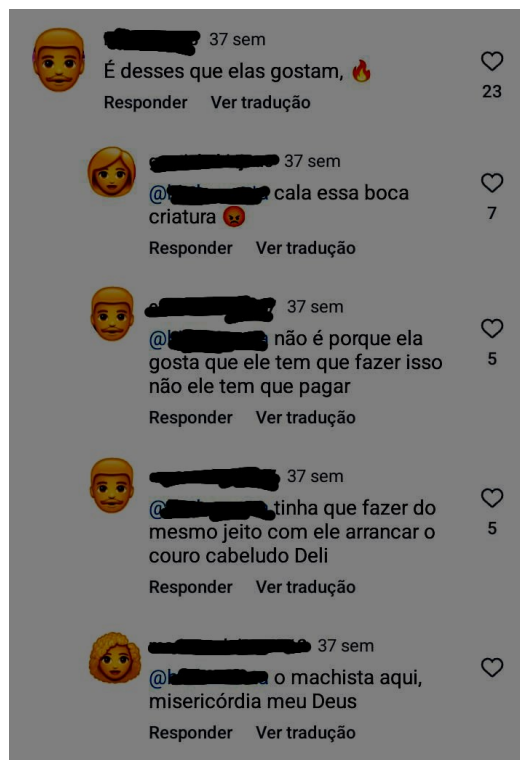 37 sem
É desses que elas gostam, 🔥
23
Responder Ver tradução
37 sem
@ cala essa boca
criatura 😡
7
Responder Ver tradução
37 sem
@ não é porque ela
gosta que ele tem que fazer isso
não ele tem que pagar
5
Responder Ver tradução
37 sem
@ tinha que fazer do
mesmo jeito com ele arrancar o
couro cabeludo Deli
5
Responder Ver tradução
37 sem
@ o machista aqui,
misericórdia meu Deus
Responder Ver tradução